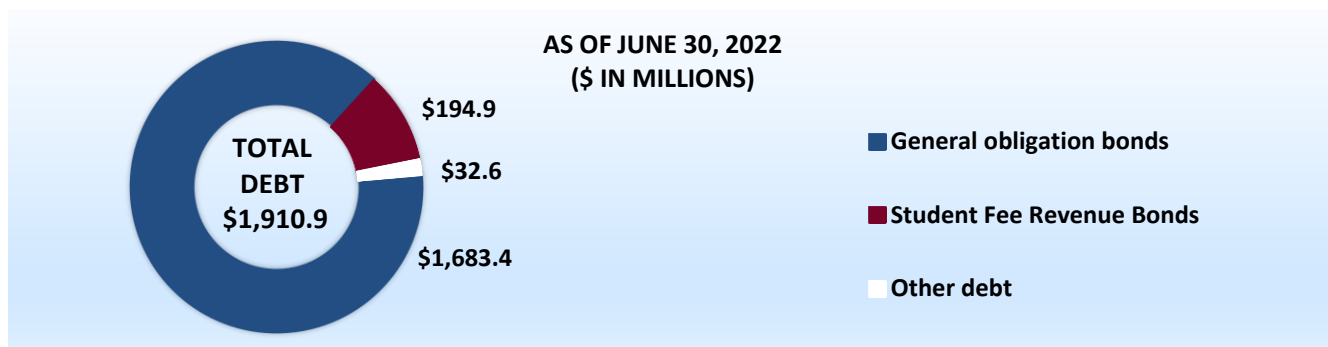 AS OF JUNE 30, 2022
($ IN MILLIONS)
TOTAL
DEBT
$1,910.9
$194.9
$32.6
$1,683.4
General obligation bonds
Student Fee Revenue Bonds
Other debt